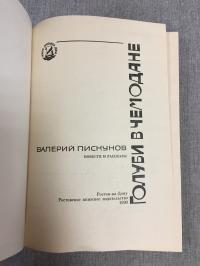 ВАЛЕРИЙ ПИСКУНОВ
ПОВЕСТИ И РАССКАЗЫ
ГОЛУБИ В ЧЕМОДАНЕ
Ростов-на-Дону
Ростовское книжное издательство